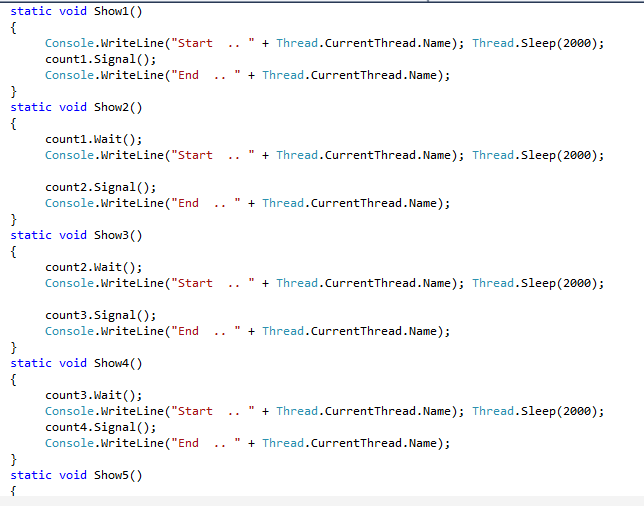 static void Show1()
{
Console.WriteLine("Start  .. " + Thread.CurrentThread.Name); Thread.Sleep(2000);
count1.Signal();
Console.WriteLine("End  .. " + Thread.CurrentThread.Name);
}
static void Show2()
{
count1.Wait();
Console.WriteLine("Start  .. " + Thread.CurrentThread.Name); Thread.Sleep(2000);
count2.Signal();
Console.WriteLine("End  .. " + Thread.CurrentThread.Name);
}
static void Show3()
{
count2.Wait();
Console.WriteLine("Start  .. " + Thread.CurrentThread.Name); Thread.Sleep(2000);
count3.Signal();
Console.WriteLine("End  .. " + Thread.CurrentThread.Name);
}
static void Show4()
{
count3.Wait();
Console.WriteLine("Start  .. " + Thread.CurrentThread.Name); Thread.Sleep(2000);
count4.Signal();
Console.WriteLine("End  .. " + Thread.CurrentThread.Name);
}
static void Show5()
{